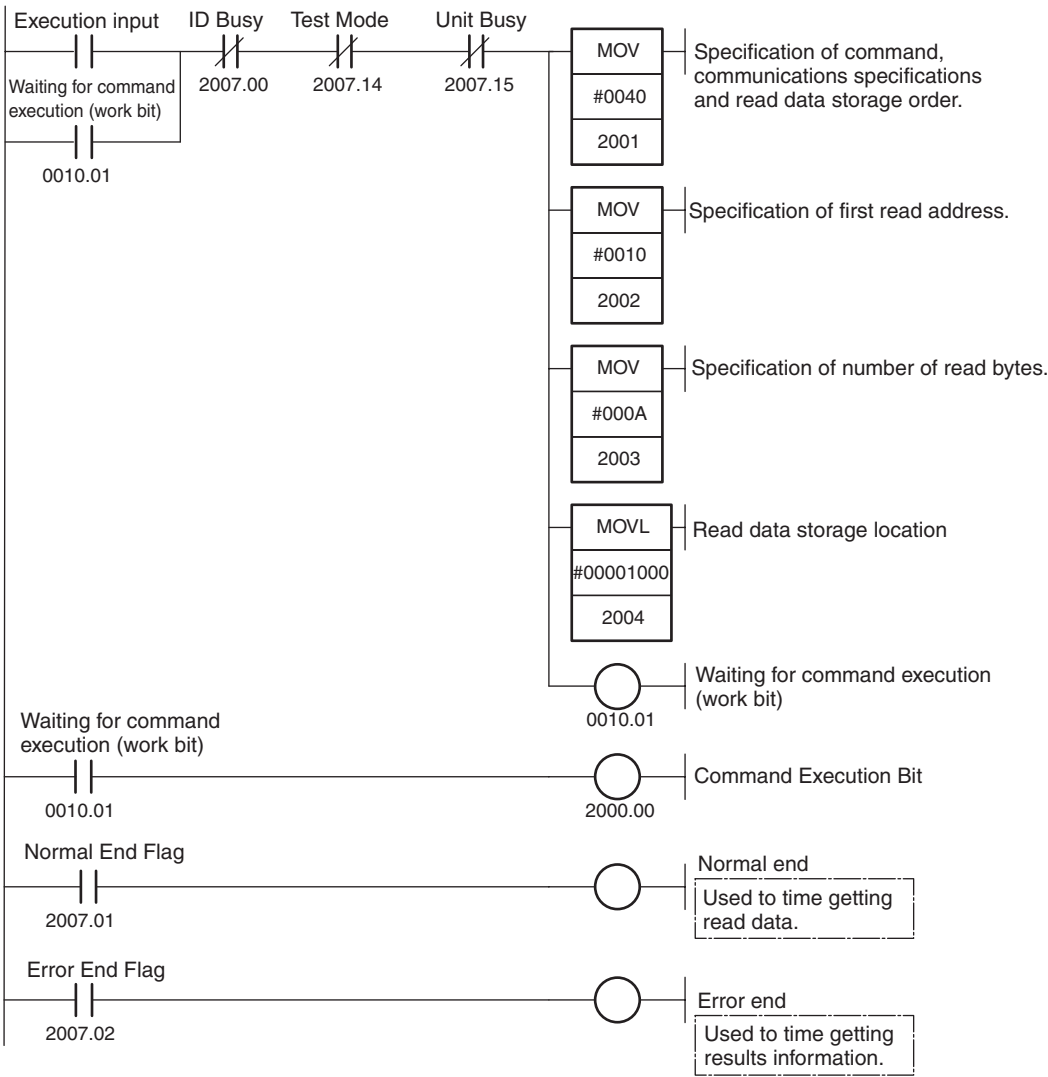 Execution input
ID Busy
Test Mode
Unit Busy
2007.00
2007.14
2007.15
Waiting for command
execution (work bit)
0010.01
MOV
#0040
2001
Specification of command,
communications specifications
and read data storage order.
MOV
#0010
2002
Specification of first read address.
MOV
#000A
2003
Specification of number of read bytes.
MOVL
#00001000
2004
Read data storage location
0010.01
Waiting for command execution
(work bit)
Waiting for command
execution (work bit)
0010.01
2000.00
Command Execution Bit
Normal End Flag
2007.01
Normal end
Used to time getting
read data.
Error End Flag
2007.02
Error end
Used to time getting
results information.